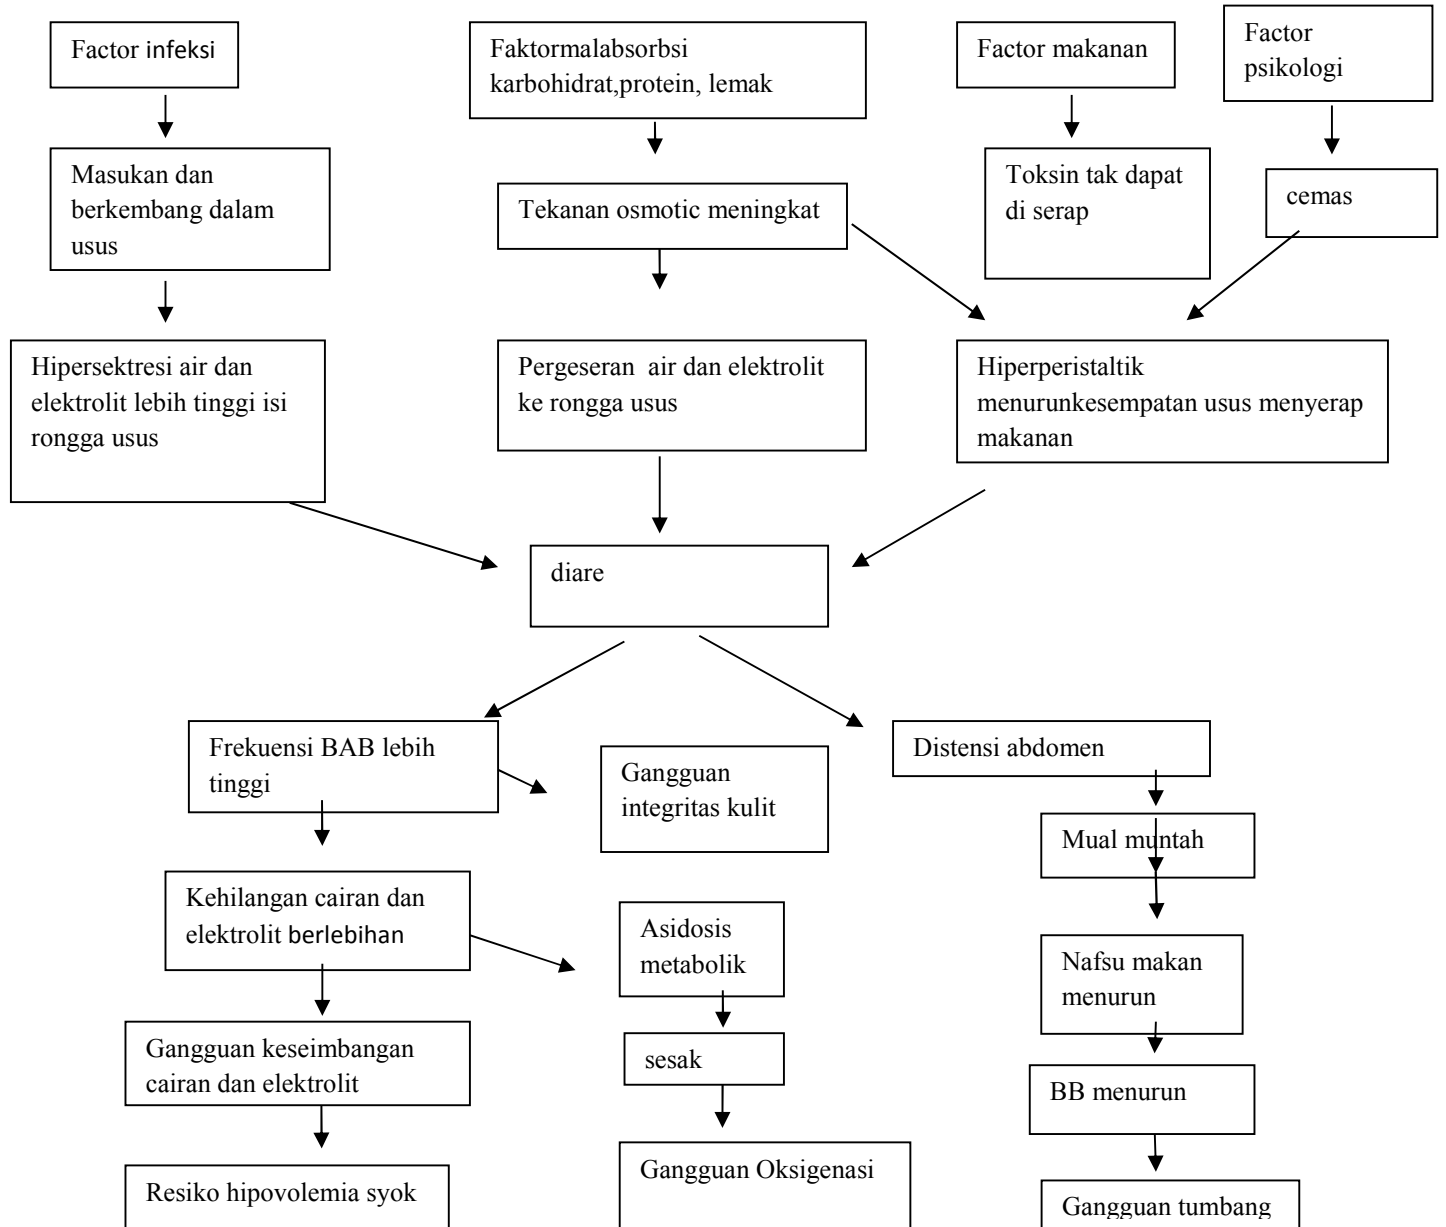 Factor infeksi
Faktormalabsorbsi
karbohidrat,protein, lemak
Factor makanan
Factor
psikologi
Masukan dan
berkembang dalam
usus
Tekanan osmotic meningkat
Toksin tak dapat
di serap
cemas
Hipersektresi air dan
elektrolit lebih tinggi isi
rongga usus
Pergeseran  air dan elektrolit
ke rongga usus
Hiperperistaltik
menurunkesempatan usus menyerap
makanan
diare
Frekuensi BAB lebih
tinggi
Gangguan
integritas kulit
Distensi abdomen
Mual muntah
Kehilangan cairan dan
elektrolit berlebihan
Asidosis
metabolik
Nafsu makan
menurun
Gangguan keseimbangan
cairan dan elektrolit
sesak
BB menurun
Resiko hipovolemia syok
Gangguan Oksigenasi
Gangguan tumbang